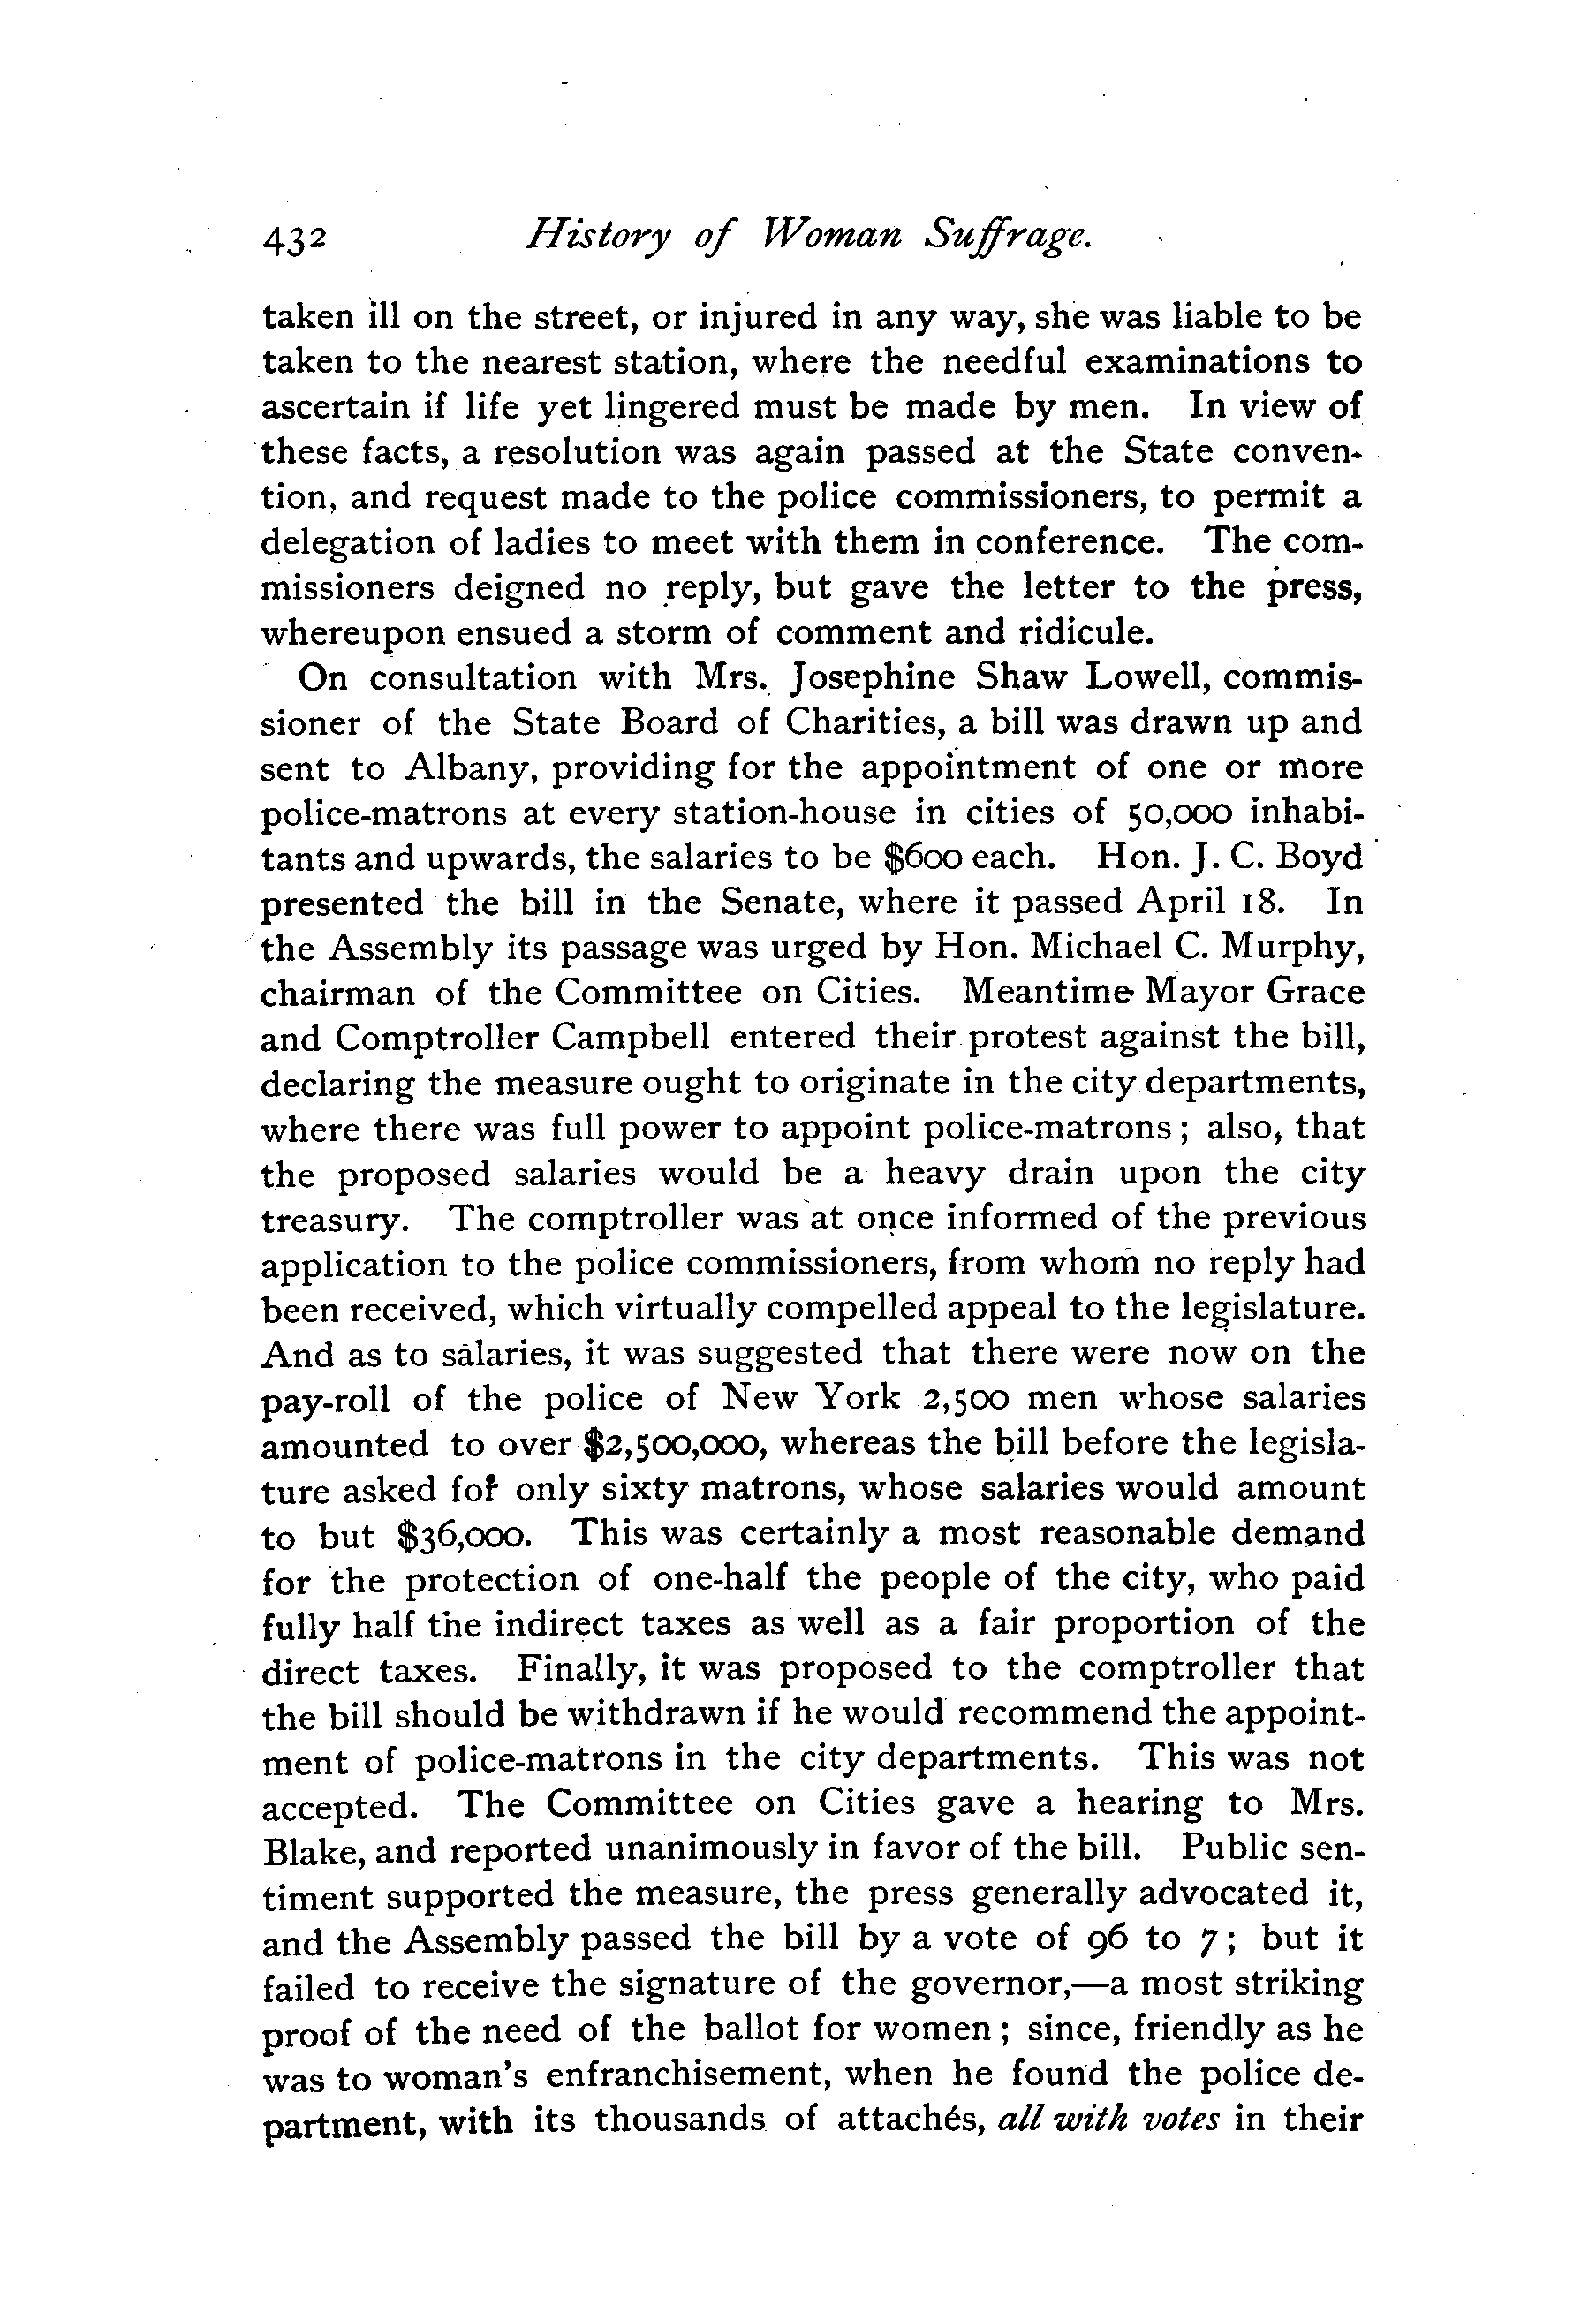 432 History of Woman Suffrage.
taken ill on the street, or injured in any way, she was liable to be
taken to the nearest station, where the needful examinations to
ascertain if life yet lingered must be made by men. In view of
these facts, a resolution was again passed at the State conven-
tion, and request made to the police commissioners, to permit a
delegation of ladies to meet with them in conference. The com-
missioners deigned no reply, but gave the letter to the press,
whereupon ensued a storm of comment and ridicule.
On consultation with Mrs. Josephine Shaw Lowell, commis-
sioner of the State Board of Charities, a bill was drawn up and
sent to Albany, providing for the appointment of one or more
police-matrons at every station-house in cities of 50,000 inhabi-
tants and upwards, the salaries to be $600 each. Hon. J. C. Boyd
presented the bill in the Senate, where it passed April 18. In
the Assembly its passage was urged by Hon. Michael C. Murphy,
chairman of the Committee on Cities. Meantime Mayor Grace
and Comptroller Campbell entered their protest against the bill,
declaring the measure ought to originate in the city departments,
where there was full power to appoint police-matrons; also, that
the proposed salaries would be a heavy drain upon the city
treasury. The comptroller was at once informed of the previous
application to the police commissioners, from whom no reply had
been received, which virtually compelled appeal to the legislature.
And as to salaries, it was suggested that there were now on the
pay-roll of the police of New York 2,500 men whose salaries
amounted to over $2,500,000, whereas the bill before the legisla-
ture asked for only sixty matrons, whose salaries would amount
to but $36,000. This was certainly a most reasonable demand
for the protection of one-half the people of the city, who paid
fully half the indirect taxes as well as a fair proportion of the
direct taxes. Finally, it was proposed to the comptroller that
the bill should be withdrawn if he would recommend the appoint-
ment of police-matrons in the city departments. This was not
accepted. The Committee on Cities gave a hearing to Mrs.
Blake, and reported unanimously in favor of the bill. Public sen-
timent supported the measure, the press generally advocated it,
and the Assembly passed the bill by a vote of 96 to 7; but it
failed to receive the signature of the governor,—a most striking
proof of the need of the ballot for women; since, friendly as he
was to woman's enfranchisement, when he found the police de-
partment, with its thousands of attachés, all with votes in their